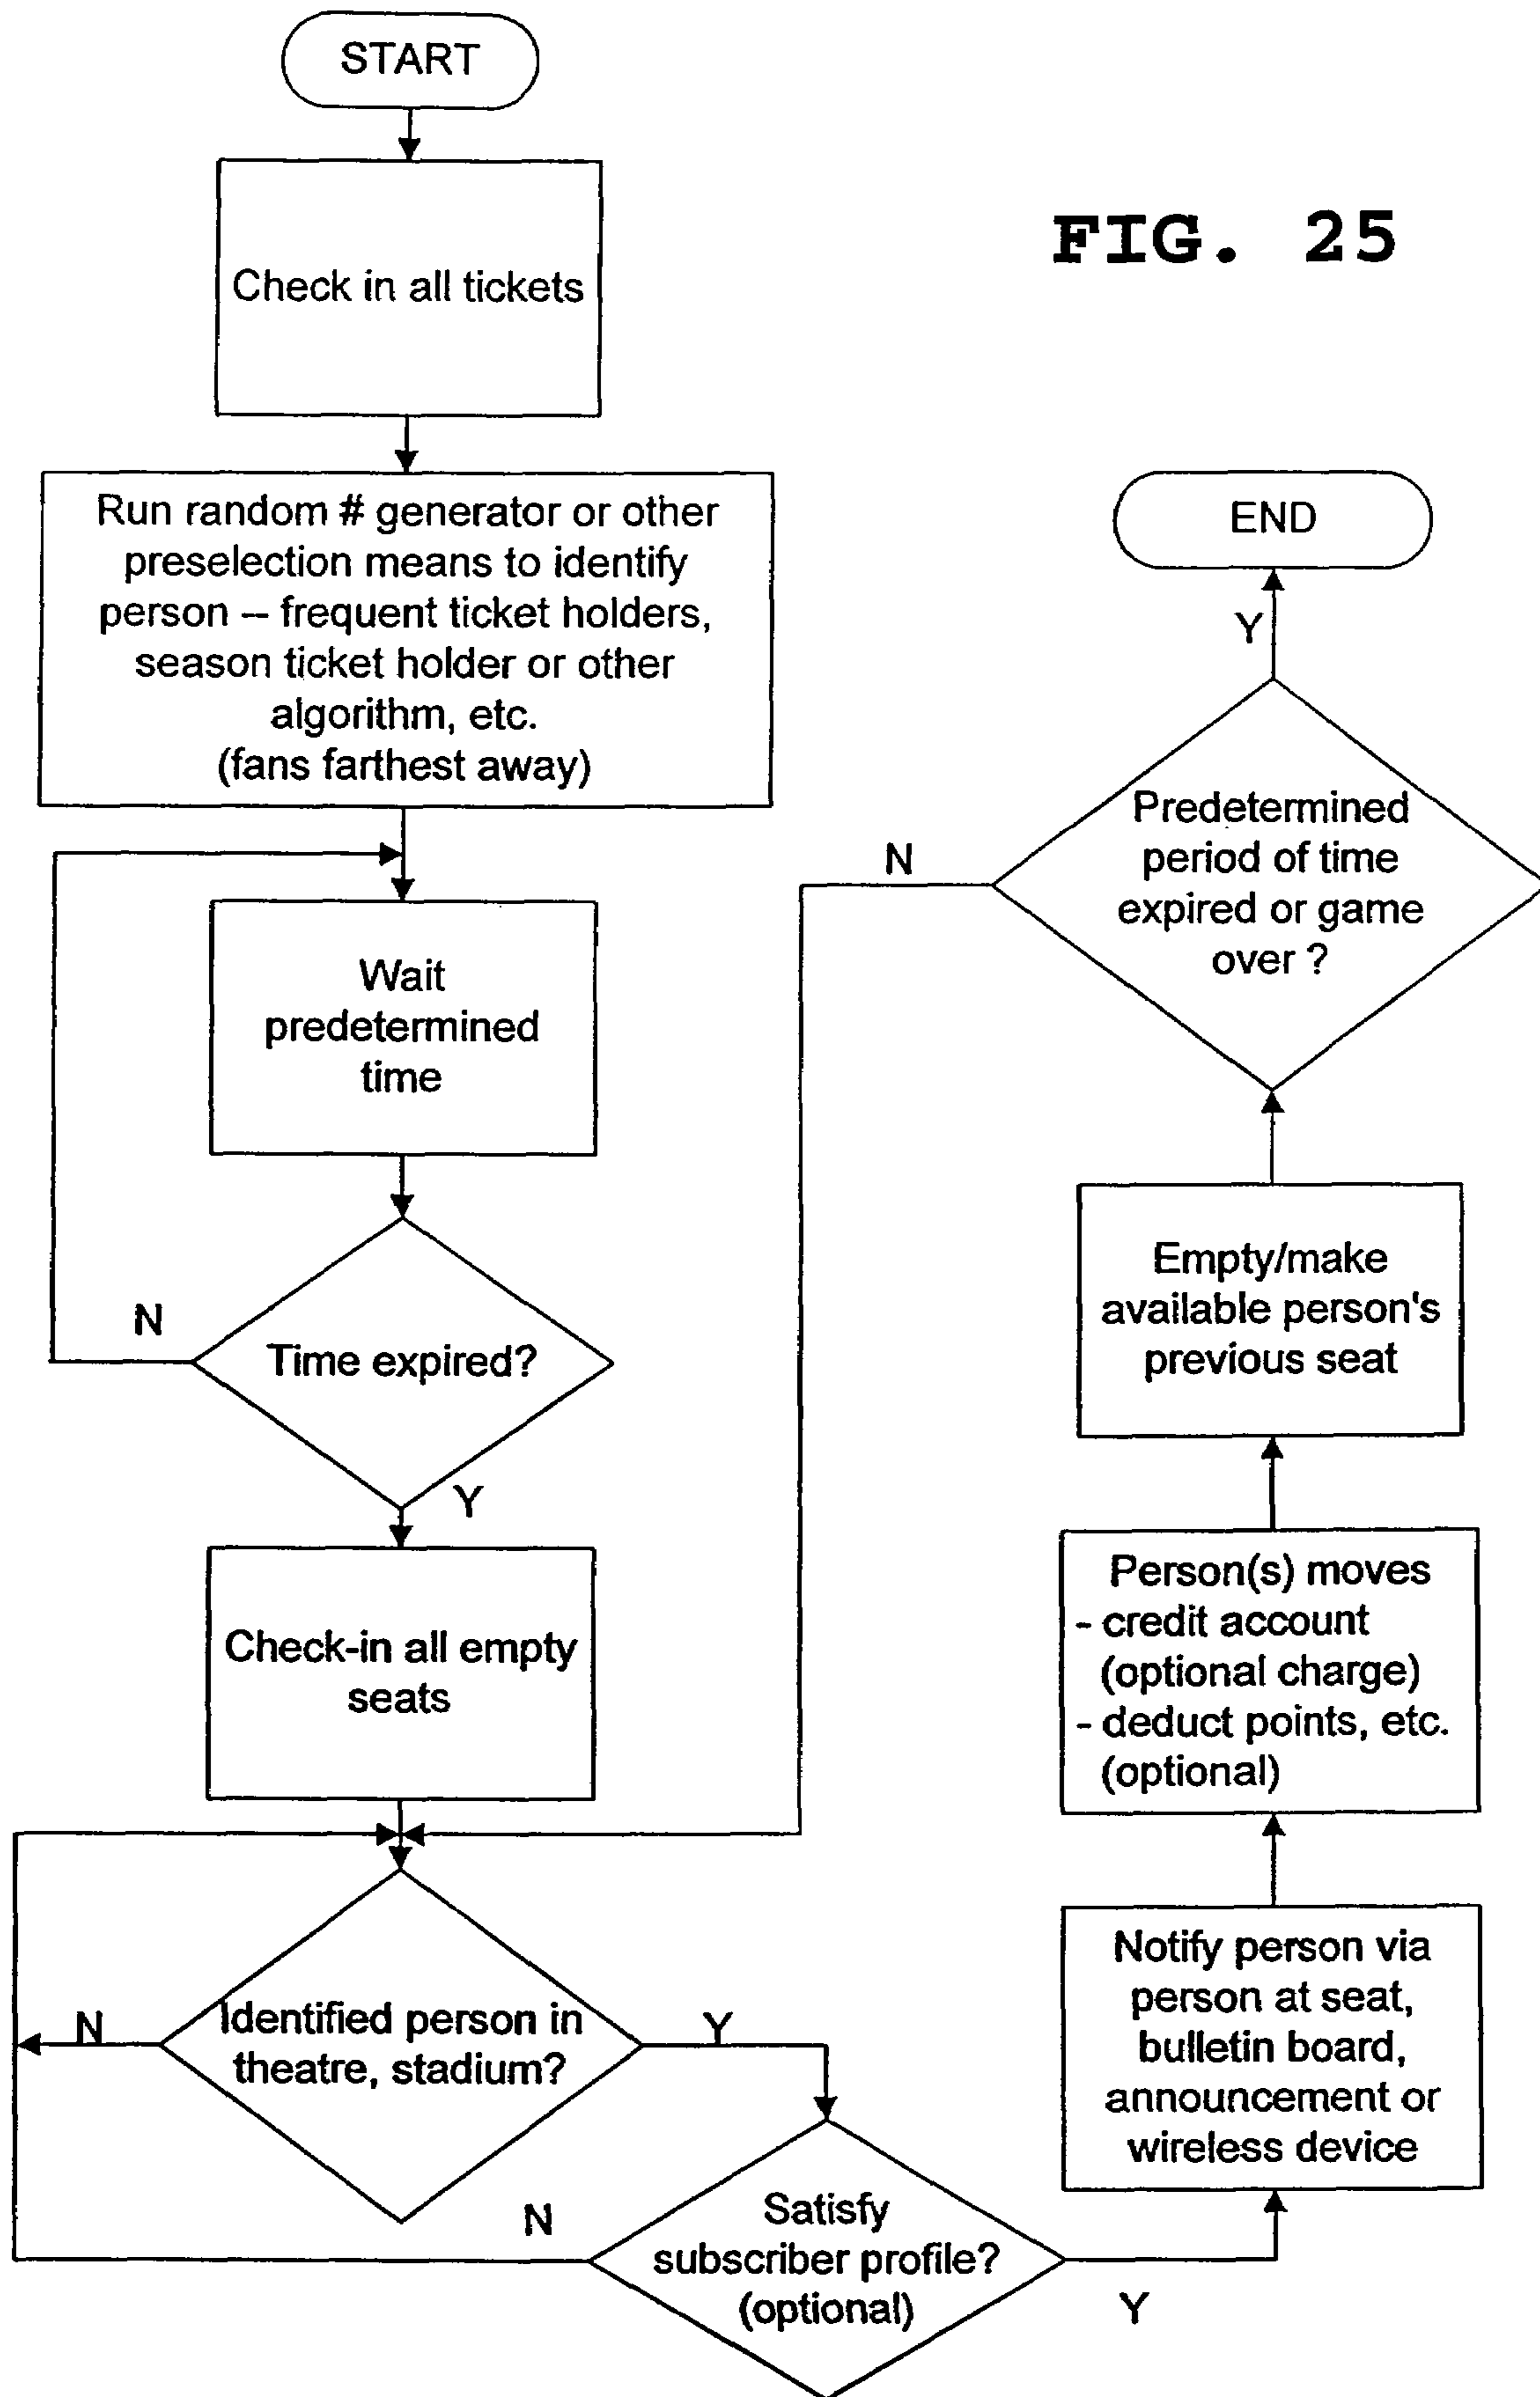 START
Check in all tickets
FIG. 25
Run random # generator or other
preselection means to identify
person – frequent ticket holders,
season ticket holder or other
algorithm, etc.
(fans farthest away)
Wait
predetermined
time
N
Time expired?
Y
Check-in all empty
seats
N
Identified person in
theatre, stadium?
Y
N
Satisfy
subscriber profile?
(optional)
Y
Notify person via
person at seat,
bulletin board,
announcement or
wireless device
Person(s) moves
- credit account
(optional charge)
- deduct points, etc.
(optional)
Empty/make
available person's
previous seat
Predetermined
period of time
expired or game
over ?
N
Y
END